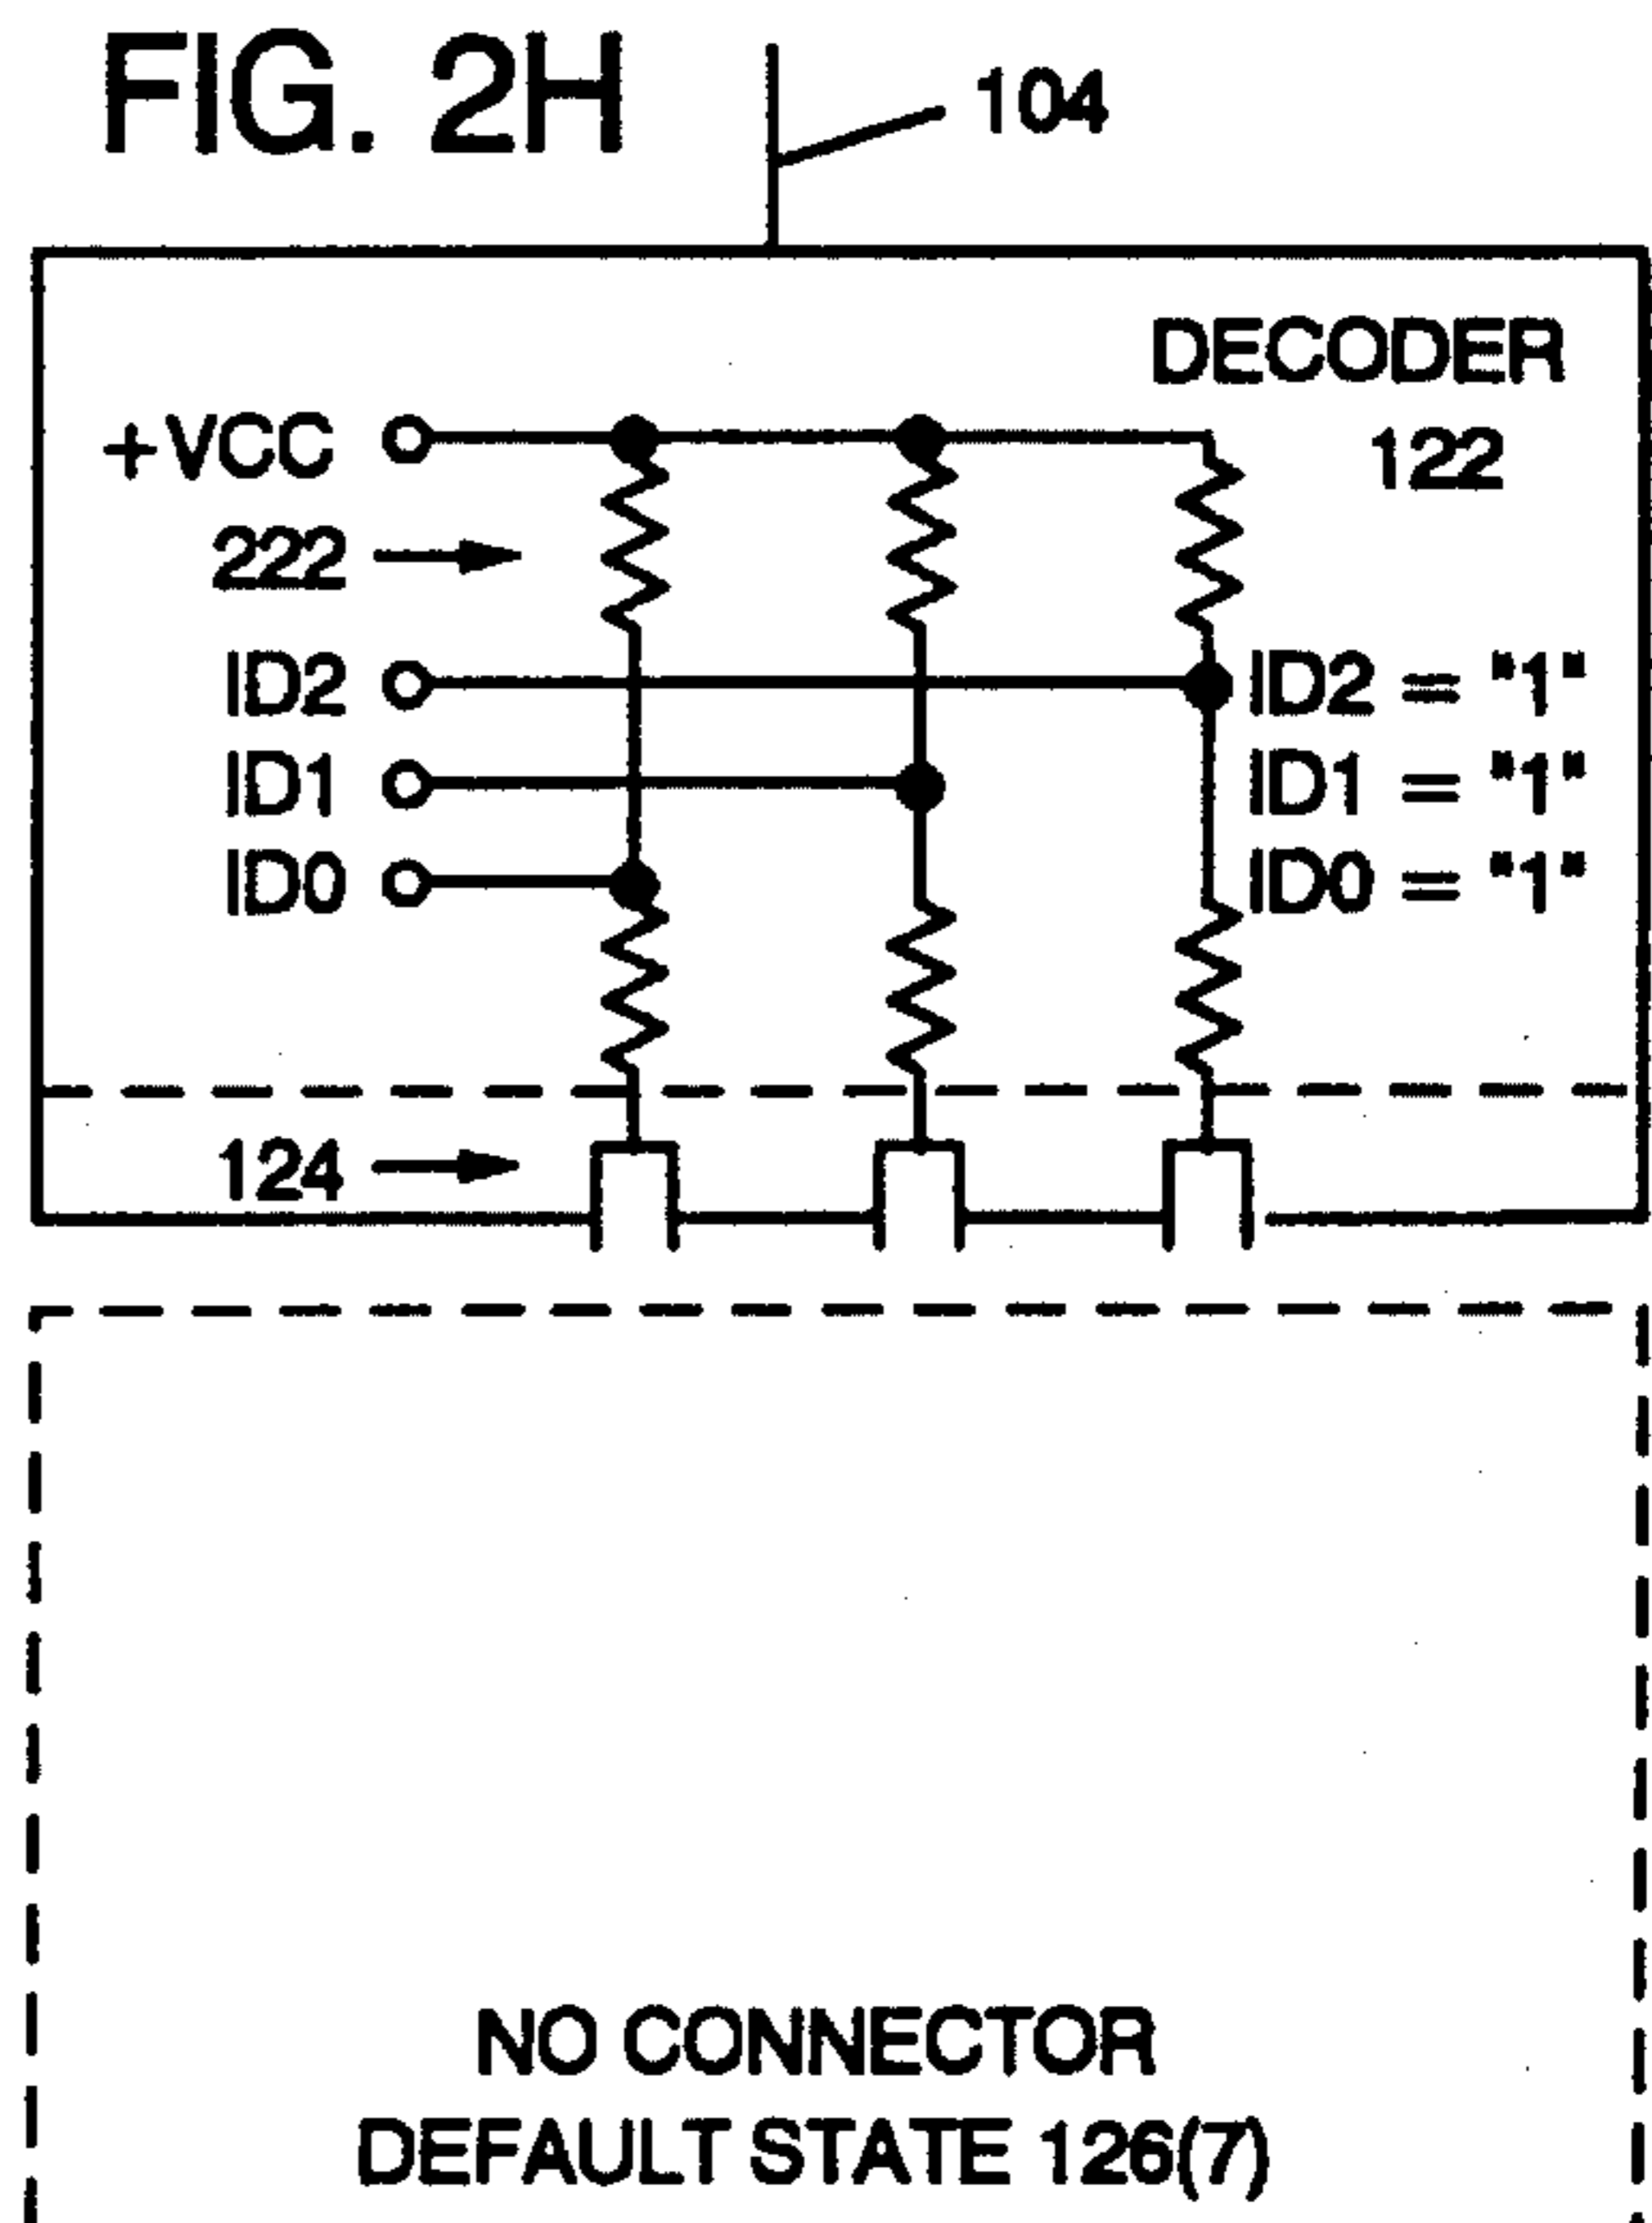 FIG. 2H
104
DECODER
122
+VCC
222
ID2
ID2 = "1"
ID1
ID1 = "1"
ID0
ID0 = "1"
124
NO CONNECTOR
DEFAULT STATE 126(7)